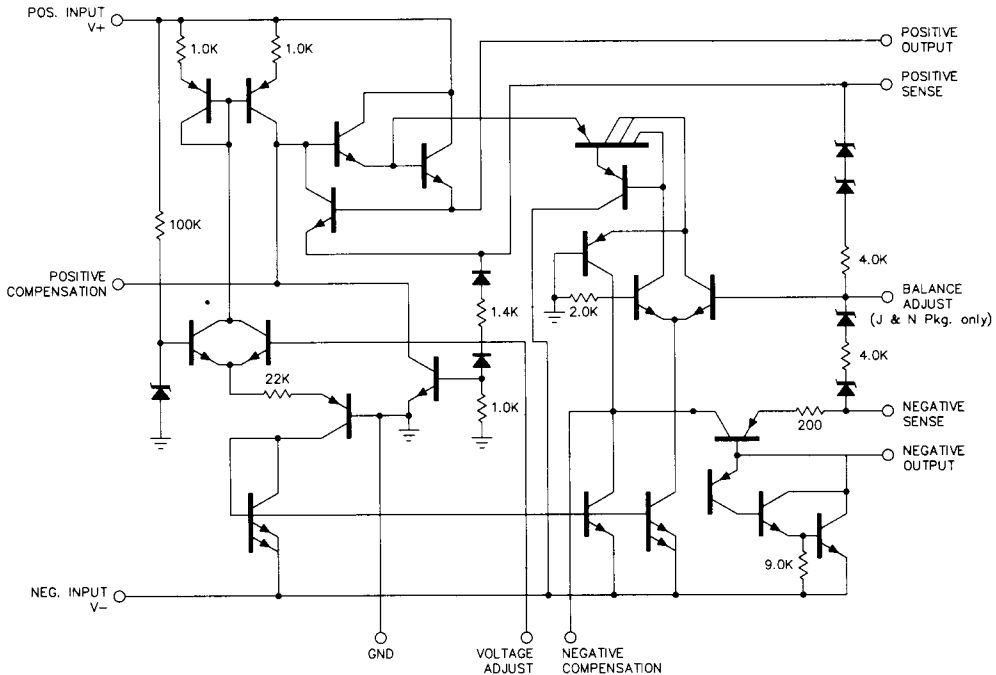 POS. INPUT
V+
1.0K
1.0K
POSITIVE
OUTPUT
POSITIVE
SENSE
100K
4.0K
POSITIVE
COMPENSATION
1.4K
2.0K
BALANCE
ADJUST
(J & N Pkg. only)
22K
4.0K
1.0K
200
NEGATIVE
SENSE
NEGATIVE
OUTPUT
9.0K
NEG. INPUT
V−
GND
VOLTAGE
ADJUST
NEGATIVE
COMPENSATION